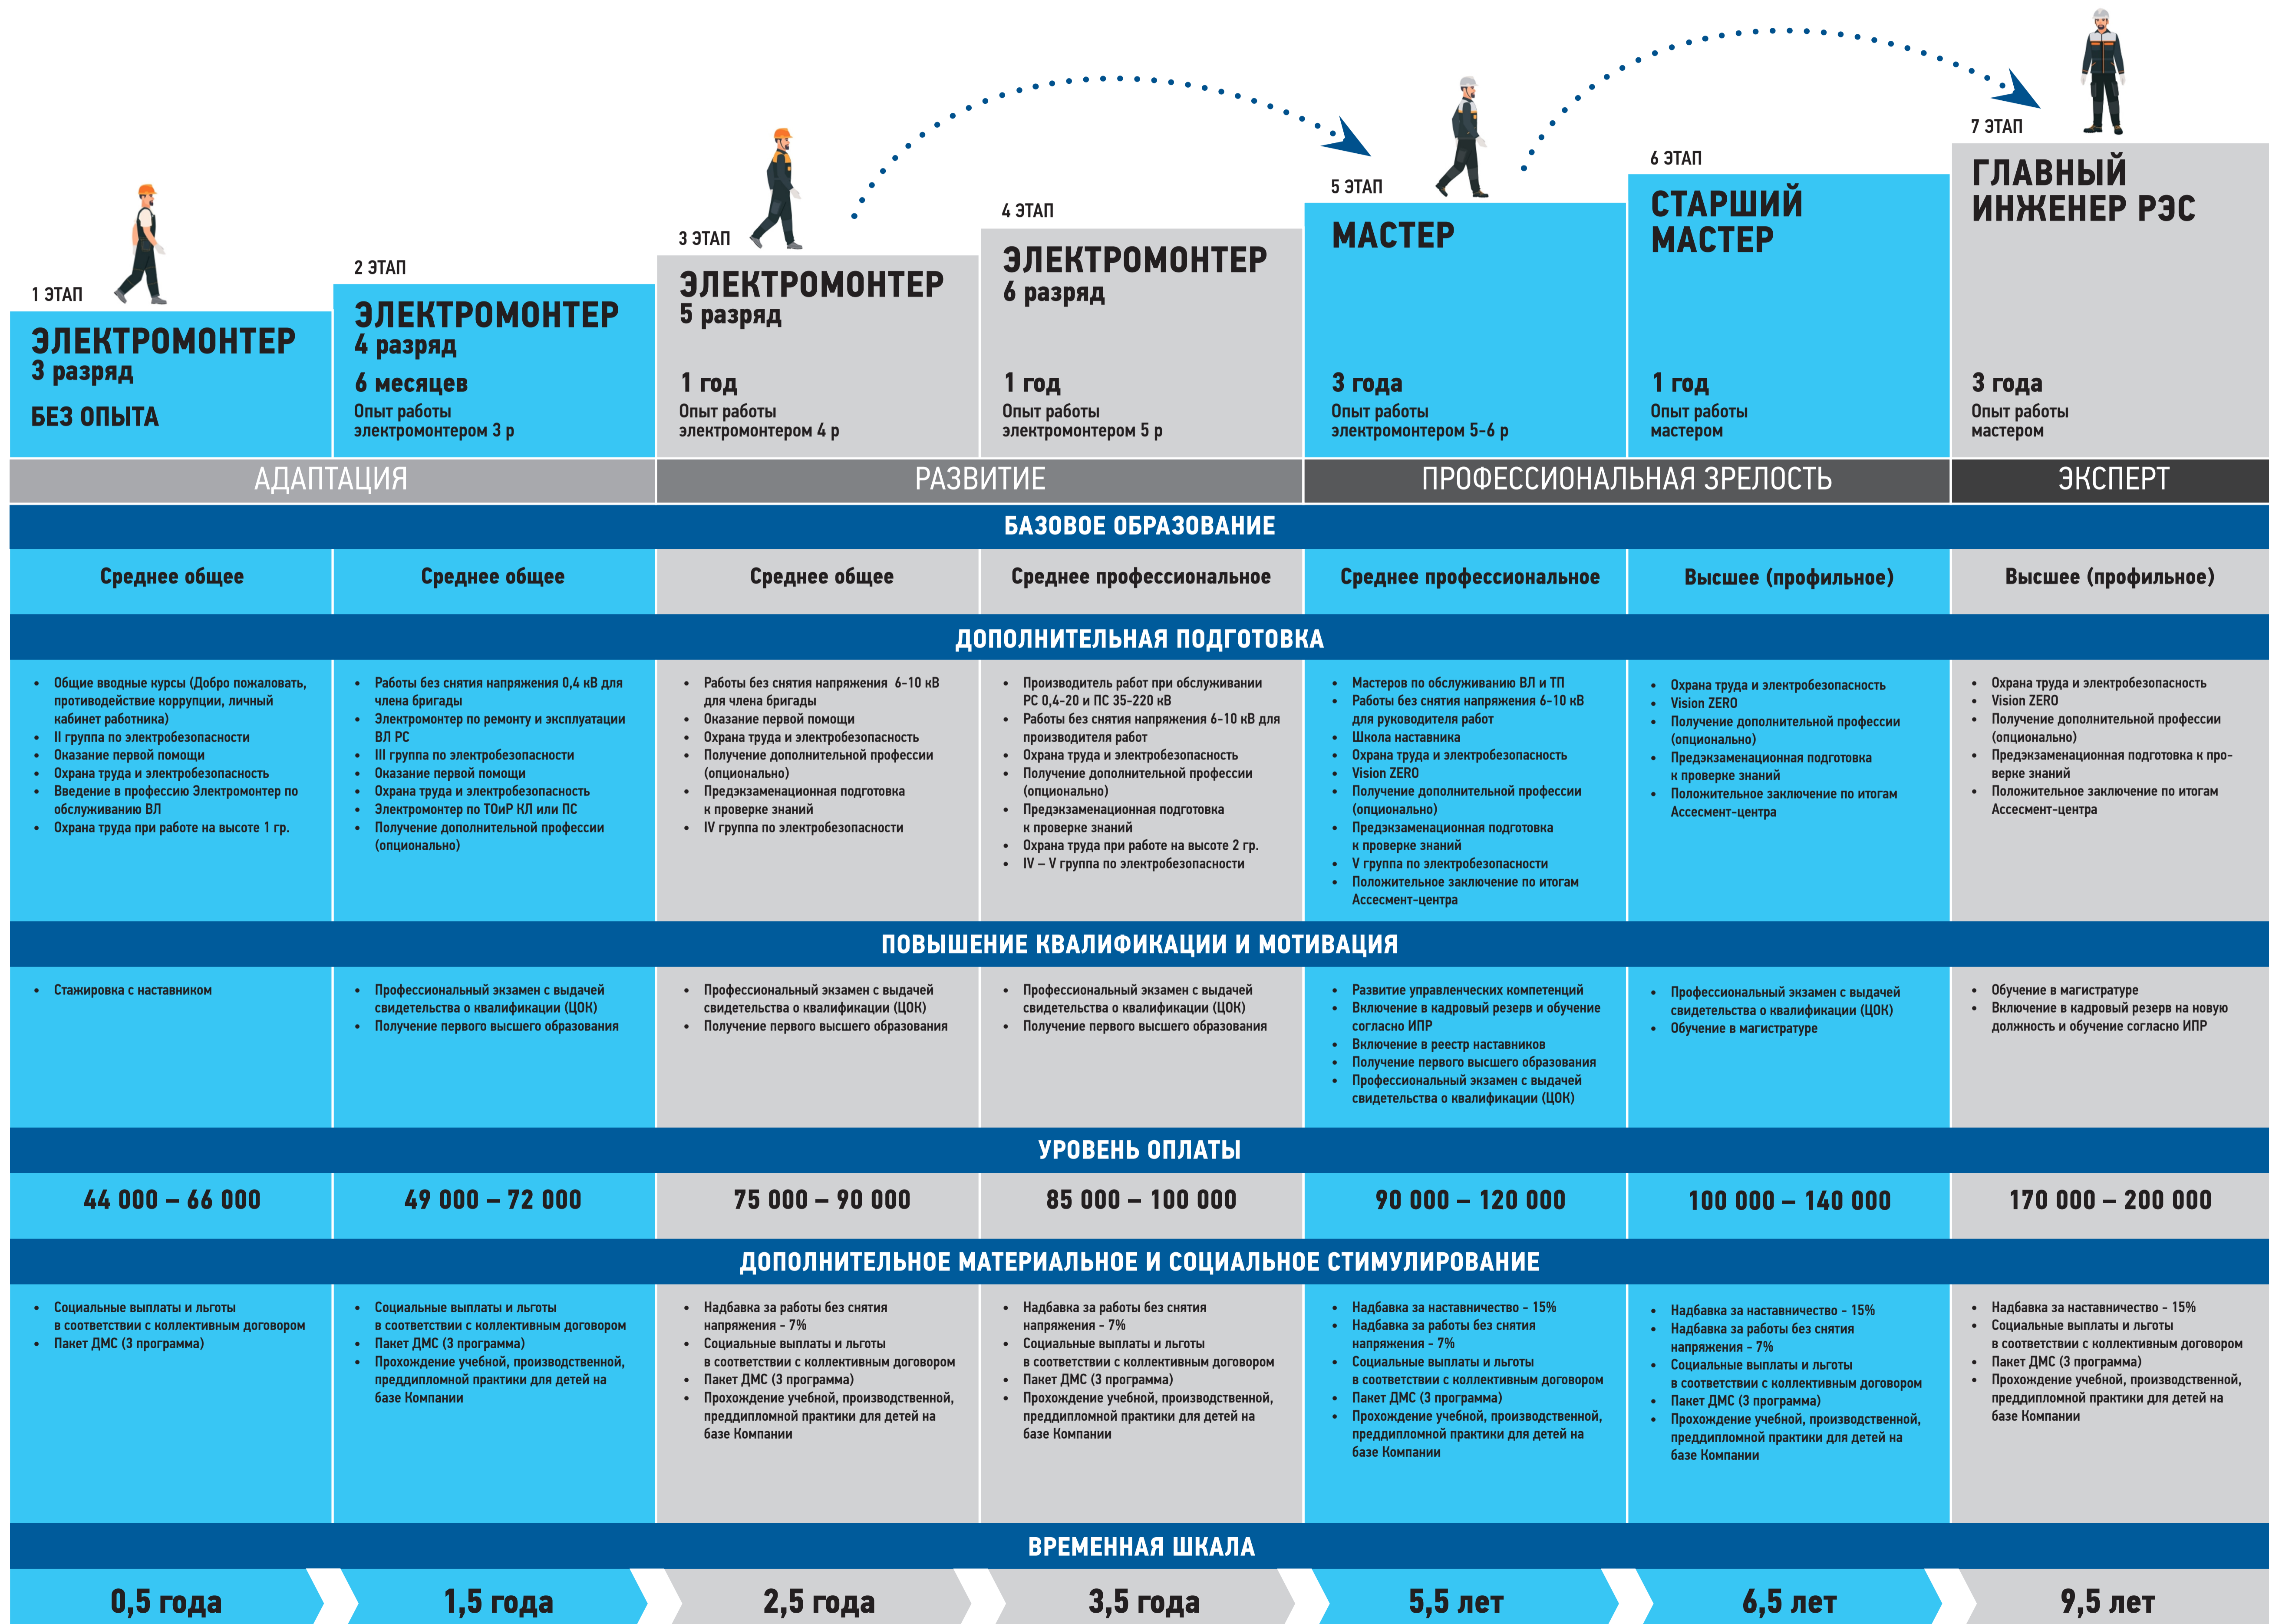 1 ЭТАП
ЭЛЕКТРОМОНТЕР
3 разряд
БЕЗ ОПЫТА
2 ЭТАП
ЭЛЕКТРОМОНТЕР
4 разряд
6 месяцев
Опыт работы
электромонтером 3 р
3 ЭТАП
ЭЛЕКТРОМОНТЕР
5 разряд
1 год
Опыт работы
электромонтером 4 р
4 ЭТАП
ЭЛЕКТРОМОНТЕР
6 разряд
1 год
Опыт работы
электромонтером 5 р
5 ЭТАП
МАСТЕР
3 года
Опыт работы
электромонтером 5-6 р
6 ЭТАП
СТАРШИЙ
МАСТЕР
1 год
Опыт работы
мастером
7 ЭТАП
ГЛАВНЫЙ
ИНЖЕНЕР РЭС
3 года
Опыт работы
мастером
АДАПТАЦИЯ
РАЗВИТИЕ
ПРОФЕССИОНАЛЬНАЯ ЗРЕЛОСТЬ
ЭКСПЕРТ
БАЗОВОЕ ОБРАЗОВАНИЕ
Среднее общее
Среднее общее
Среднее общее
Среднее профессиональное
Среднее профессиональное
Высшее (профильное)
Высшее (профильное)
ДОПОЛНИТЕЛЬНАЯ ПОДГОТОВКА
• Общие вводные курсы (Добро пожаловать,
противодействие коррупции, личный
кабинет работника)
• II группа по электробезопасности
• Оказание первой помощи
• Охрана труда и электробезопасность
• Введение в профессию Электромонтер по
обслуживанию ВЛ
• Охрана труда при работе на высоте 1 гр.
• Работы без снятия напряжения 0,4 кВ для
члена бригады
• Электромонтер по ремонту и эксплуатации
ВЛ РС
• III группа по электробезопасности
• Оказание первой помощи
• Охрана труда и электробезопасность
• Электромонтер по ТОиР КЛ или ПС
• Получение дополнительной профессии
(опционально)
• Работы без снятия напряжения 6-10 кВ
для члена бригады
• Оказание первой помощи
• Охрана труда и электробезопасность
• Получение дополнительной профессии
(опционально)
• Предэкзаменационная подготовка
к проверке знаний
• IV группа по электробезопасности
• Производитель работ при обслуживании
РС 0,4-20 и ПС 35-220 кВ
• Работы без снятия напряжения 6-10 кВ для
производителя работ
• Охрана труда и электробезопасность
• Получение дополнительной профессии
(опционально)
• Предэкзаменационная подготовка
к проверке знаний
• Охрана труда при работе на высоте 2 гр.
• IV – V группа по электробезопасности
• Мастеров по обслуживанию ВЛ и ТП
• Работы без снятия напряжения 6-10 кВ
для руководителя работ
• Школа наставника
• Охрана труда и электробезопасность
• Vision ZERO
• Получение дополнительной профессии
(опционально)
• Предэкзаменационная подготовка
к проверке знаний
• V группа по электробезопасности
• Положительное заключение по итогам
Ассесмент-центра
• Охрана труда и электробезопасность
• Vision ZERO
• Получение дополнительной профессии
(опционально)
• Предэкзаменационная подготовка
к проверке знаний
• Положительное заключение по итогам
Ассесмент-центра
• Охрана труда и электробезопасность
• Vision ZERO
• Получение дополнительной профессии
(опционально)
• Предэкзаменационная подготовка к про-
верке знаний
• Положительное заключение по итогам
Ассесмент-центра
ПОВЫШЕНИЕ КВАЛИФИКАЦИИ И МОТИВАЦИЯ
• Стажировка с наставником
• Профессиональный экзамен с выдачей
свидетельства о квалификации (ЦОК)
• Получение первого высшего образования
• Профессиональный экзамен с выдачей
свидетельства о квалификации (ЦОК)
• Получение первого высшего образования
• Профессиональный экзамен с выдачей
свидетельства о квалификации (ЦОК)
• Получение первого высшего образования
• Развитие управленческих компетенций
• Включение в кадровый резерв и обучение
согласно ИПР
• Включение в реестр наставников
• Получение первого высшего образования
• Профессиональный экзамен с выдачей
свидетельства о квалификации (ЦОК)
• Профессиональный экзамен с выдачей
свидетельства о квалификации (ЦОК)
• Обучение в магистратуре
• Обучение в магистратуре
• Включение в кадровый резерв на новую
должность и обучение согласно ИПР
УРОВЕНЬ ОПЛАТЫ
44 000 – 66 000
49 000 – 72 000
75 000 – 90 000
85 000 – 100 000
90 000 – 120 000
100 000 – 140 000
170 000 – 200 000
ДОПОЛНИТЕЛЬНОЕ МАТЕРИАЛЬНОЕ И СОЦИАЛЬНОЕ СТИМУЛИРОВАНИЕ
• Социальные выплаты и льготы
в соответствии с коллективным договором
• Пакет ДМС (3 программа)
• Социальные выплаты и льготы
в соответствии с коллективным договором
• Пакет ДМС (3 программа)
• Прохождение учебной, производственной,
преддипломной практики для детей на
базе Компании
• Надбавка за работы без снятия
напряжения - 7%
• Социальные выплаты и льготы
в соответствии с коллективным договором
• Пакет ДМС (3 программа)
• Прохождение учебной, производственной,
преддипломной практики для детей на
базе Компании
• Надбавка за работы без снятия
напряжения - 7%
• Социальные выплаты и льготы
в соответствии с коллективным договором
• Пакет ДМС (3 программа)
• Прохождение учебной, производственной,
преддипломной практики для детей на
базе Компании
• Надбавка за наставничество - 15%
• Надбавка за работы без снятия
напряжения - 7%
• Социальные выплаты и льготы
в соответствии с коллективным договором
• Пакет ДМС (3 программа)
• Прохождение учебной, производственной,
преддипломной практики для детей на
базе Компании
• Надбавка за наставничество - 15%
• Надбавка за работы без снятия
напряжения - 7%
• Социальные выплаты и льготы
в соответствии с коллективным договором
• Пакет ДМС (3 программа)
• Прохождение учебной, производственной,
преддипломной практики для детей на
базе Компании
• Надбавка за наставничество - 15%
• Социальные выплаты и льготы
в соответствии с коллективным договором
• Пакет ДМС (3 программа)
• Прохождение учебной, производственной,
преддипломной практики для детей на
базе Компании
ВРЕМЕННАЯ ШКАЛА
0,5 года
1,5 года
2,5 года
3,5 года
5,5 лет
6,5 лет
9,5 лет